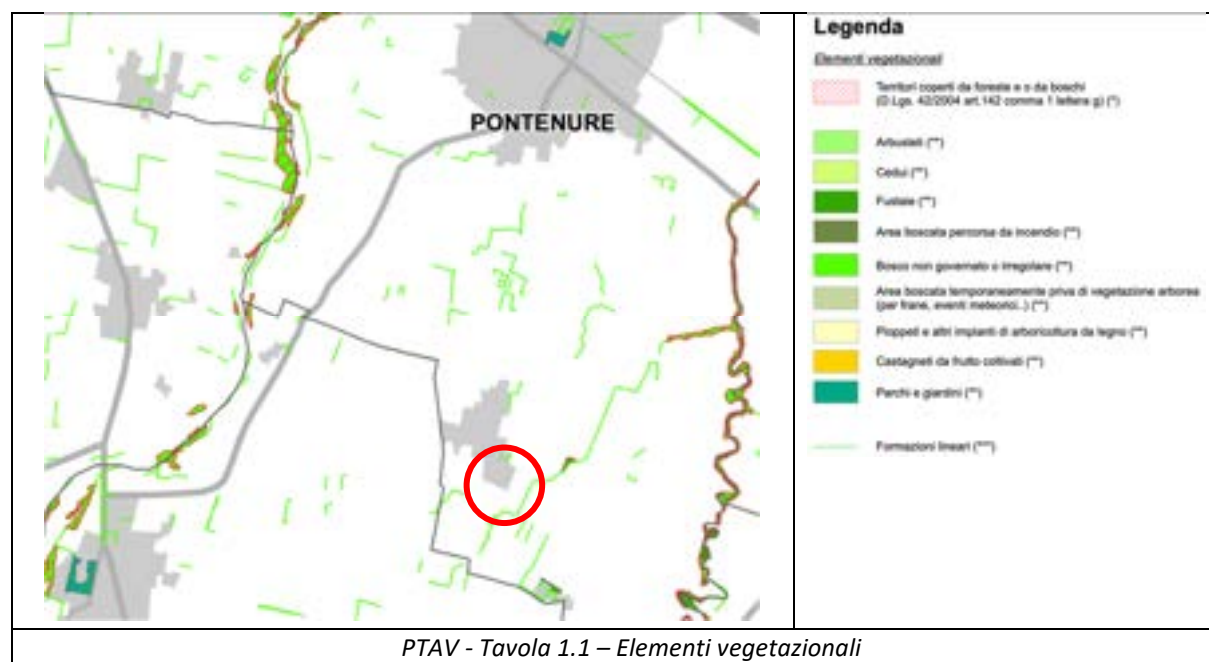 PONTENURE
Legenda
Elementi vegetazionali
Territori coperti da foreste e o da boschi
(D.Lgs. 42/2004 art.142 comma 1 lettera g) (*)
Arbusteti (**)
Cedui (**)
Fustaie (**)
Area boscata percorsa da incendio (**)
Bosco non governato o irregolare (**)
Area boscata temporaneamente priva di vegetazione arborea
(per frane, eventi meteorici..) (**)
Pioppeti e altri impianti di arboricoltura da legno (**)
Castagneti da frutto coltivati (**)
Parchi e giardini (**)
Formazioni lineari (***)
PTAV - Tavola 1.1 – Elementi vegetazionali